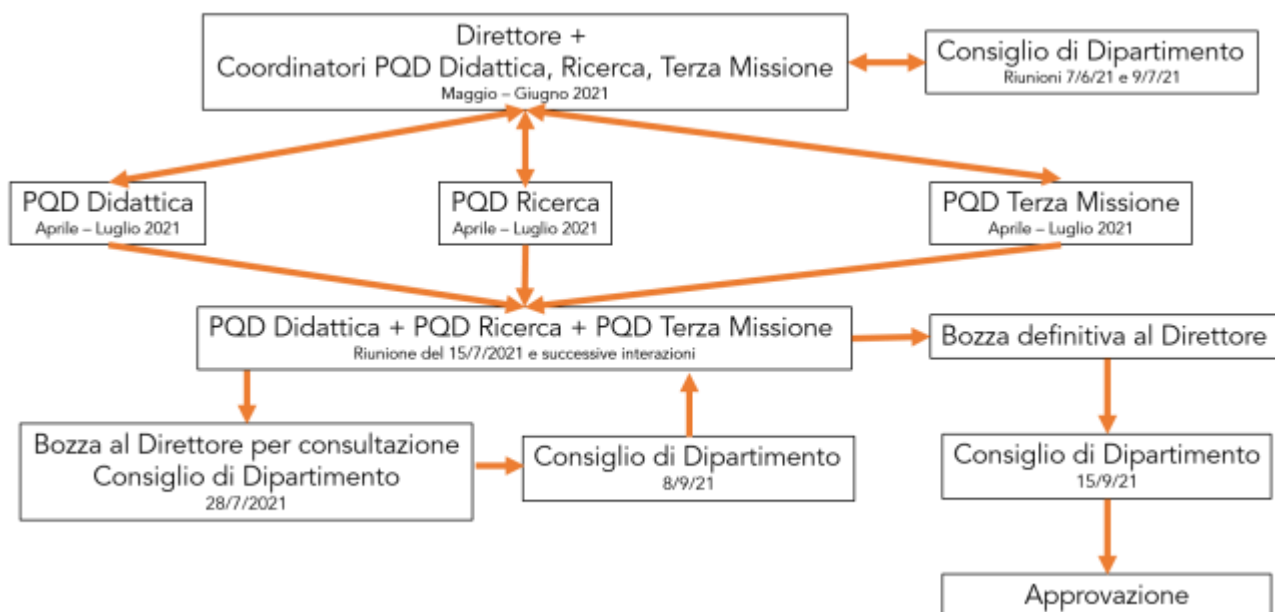 Direttore +
Coordinatori PQD Didattica, Ricerca, Terza Missione
Maggio – Giugno 2021
Consiglio di Dipartimento
Riunioni 7/6/21 e 9/7/21
PQD Didattica
Aprile – Luglio 2021
PQD Ricerca
Aprile – Luglio 2021
PQD Terza Missione
Aprile – Luglio 2021
PQD Didattica + PQD Ricerca + PQD Terza Missione
Riunione del 15/7/2021 e successive interazioni
Bozza definitiva al Direttore
Bozza al Direttore per consultazione
Consiglio di Dipartimento
28/7/2021
Consiglio di Dipartimento
8/9/21
Consiglio di Dipartimento
15/9/21
Approvazione